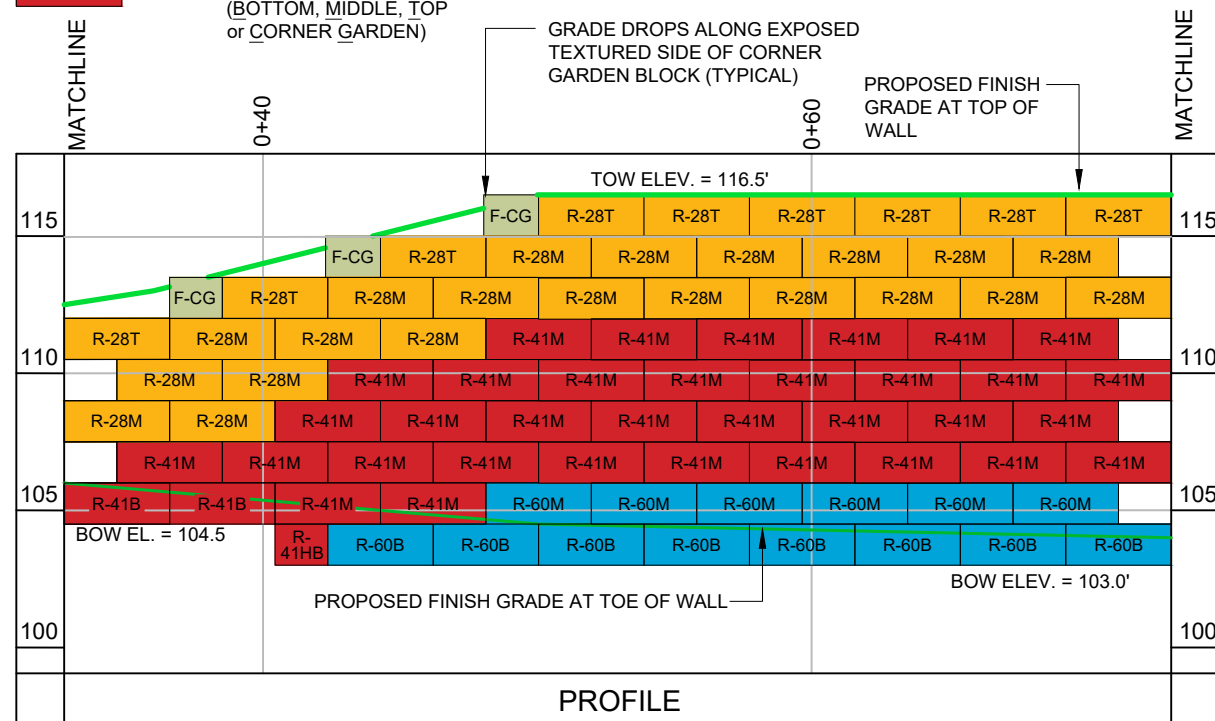 (BOTTOM, MIDDLE, TOP
or CORNER GARDEN)
MATCHLINE
0+40
GRADE DROPS ALONG EXPOSED
TEXTURED SIDE OF CORNER
GARDEN BLOCK (TYPICAL)
0+60
PROPOSED FINISH
GRADE AT TOP OF
WALL
MATCHLINE
TOW ELEV. = 116.5'
115 F-CG R-28T R-28T R-28T R-28T R-28T R-28T 115
F-CG R-28T R-28M R-28M R-28M R-28M R-28M R-28M
F-CG R-28T R-28M R-28M R-28M R-28M R-28M R-28M R-28M R-28M
R-28T R-28M R-28M R-28M R-41M R-41M R-41M R-41M R-41M R-41M
110 R-28M R-28M R-41M R-41M R-41M R-41M R-41M R-41M R-41M R-41M 110
R-28M R-28M R-41M R-41M R-41M R-41M R-41M R-41M R-41M R-41M
R-41M R-41M R-41M R-41M R-41M R-41M R-41M R-41M R-41M R-41M
105 R-41B R-41B R-41M R-41M R-60M R-60M R-60M R-60M R-60M R-60M 105
BOW EL. = 104.5
R-
41HB R-60B R-60B R-60B R-60B R-60B R-60B R-60B R-60B
BOW ELEV. = 103.0'
PROPOSED FINISH GRADE AT TOE OF WALL
100 100
PROFILE